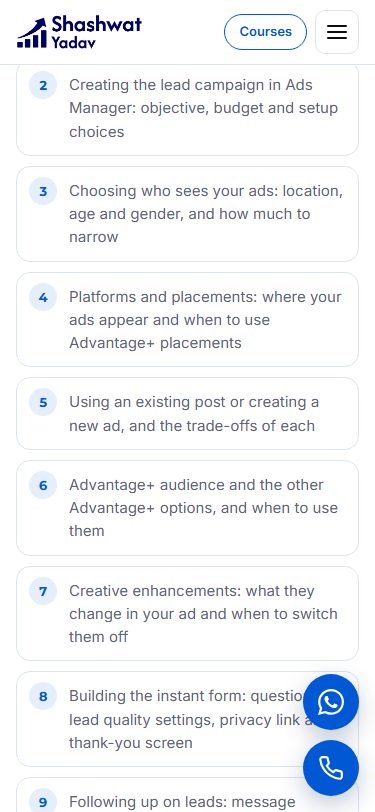 Shashwat
Yadav
Courses
2
Creating the lead campaign in Ads
Manager: objective, budget and setup
choices
3
Choosing who sees your ads: location,
age and gender, and how much to
narrow
4
Platforms and placements: where your
ads appear and when to use
Advantage+ placements
5
Using an existing post or creating a
new ad, and the trade-offs of each
6
Advantage+ audience and the other
Advantage+ options, and when to use
them
7
Creative enhancements: what they
change in your ad and when to switch
them off
8
Building the instant form:
lead quality settings, privacy link
thank-you screen
9
Following up on leads: message